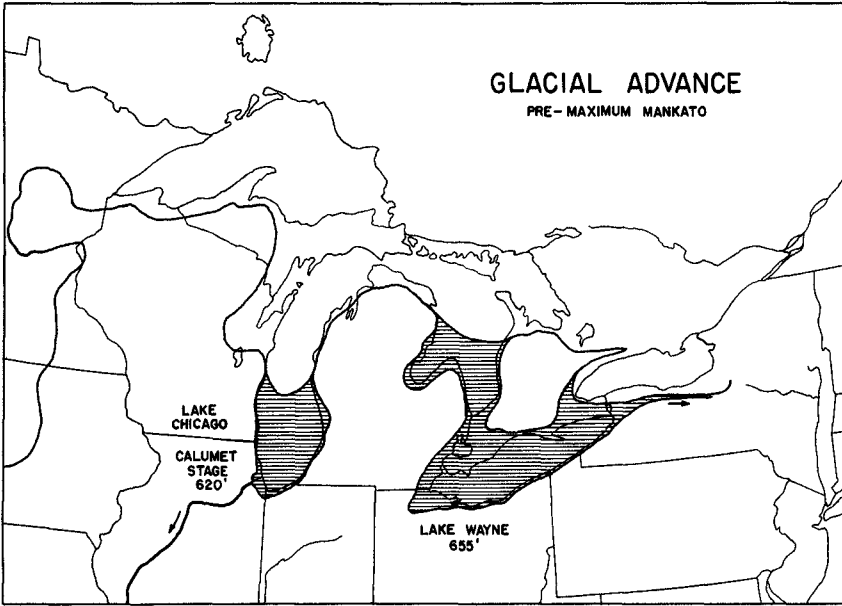 GLACIAL ADVANCE
PRE-MAXIMUM MANKATO
LAKE
CHICAGO
CALUMET
STAGE
620'
LAKE WAYNE
655'